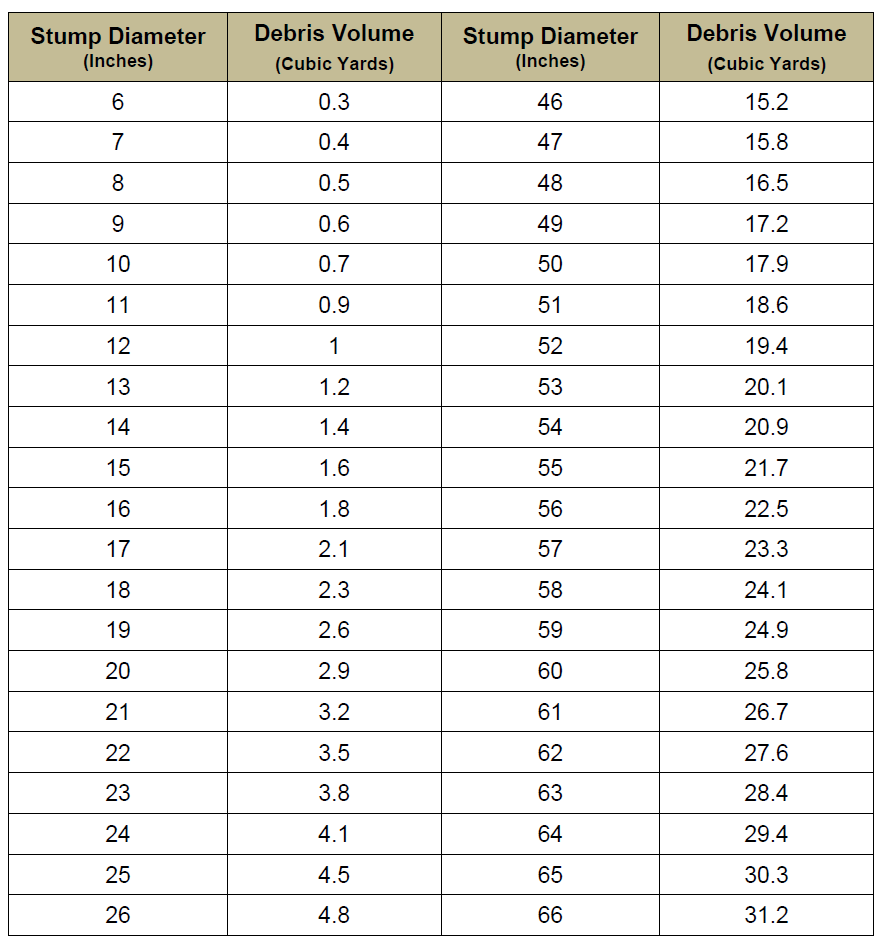 Stump Diameter Debris Volume Stump Diameter Debris Volume
(Inches) (Cubic Yards) (Inches) (Cubic Yards)
6 0.3 46 15.2
7 0.4 47 15.8
8 0.5 48 16.5
9 0.6 49 17.2
10 0.7 50 17.9
11 0.9 51 18.6
12 1 52 19.4
13 1.2 53 20.1
14 1.4 54 20.9
15 1.6 55 21.7
16 1.8 56 22.5
17 2.1 57 23.3
18 2.3 58 24.1
19 2.6 59 24.9
20 2.9 60 25.8
21 3.2 61 26.7
22 3.5 62 27.6
23 3.8 63 28.4
24 4.1 64 29.4
25 4.5 65 30.3
26 4.8 66 31.2